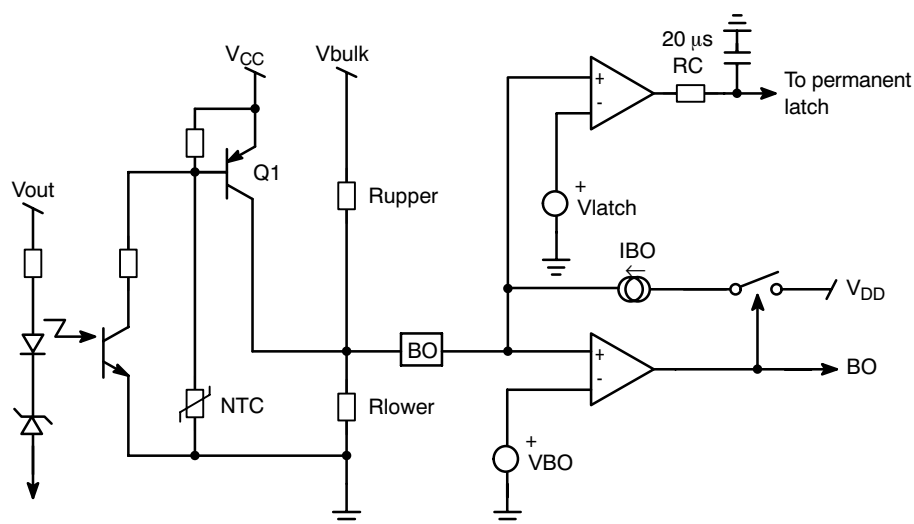 20 μs
RC
To permanent
latch
VCC
Vbulk
+
-
Q1
Vout
Rupper
+
Vlatch
IBO
←
VDD
BO
+
-
BO
NTC
Rlower
+
VBO